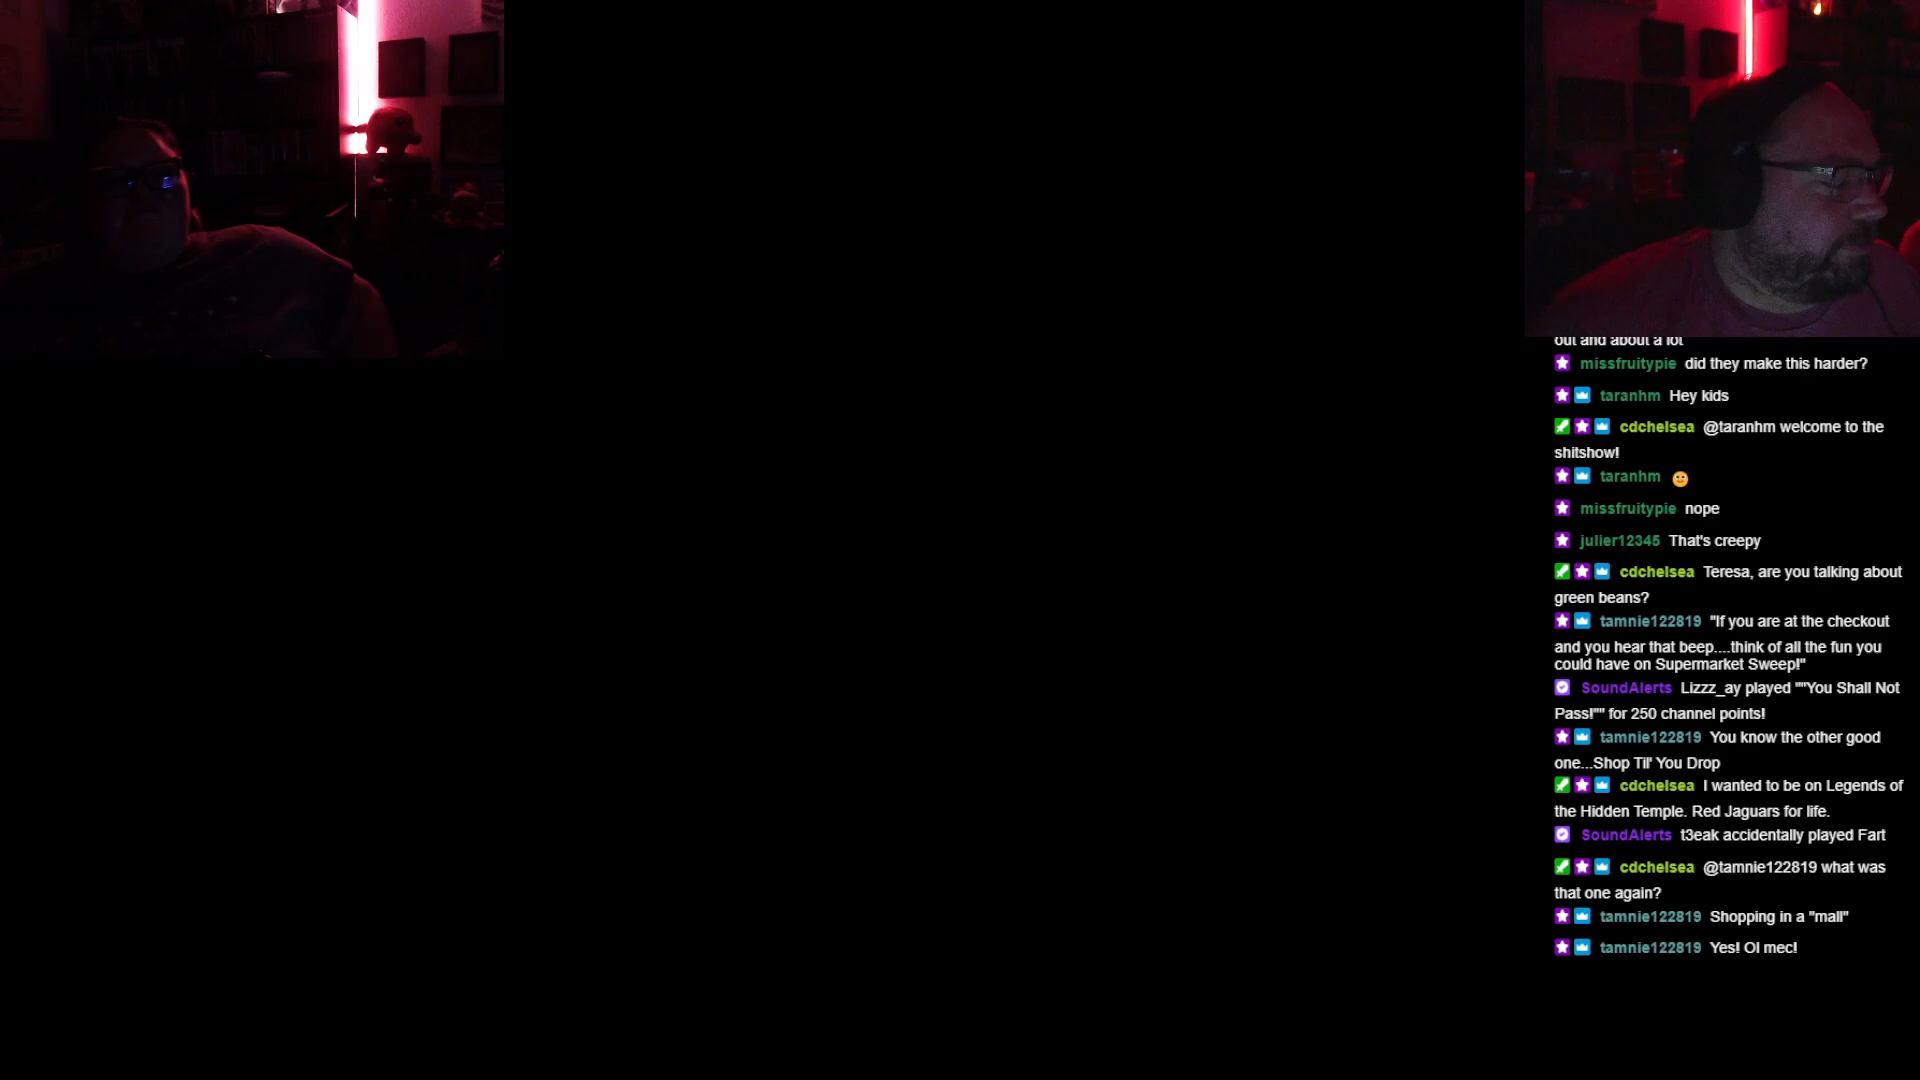 out and about a lot
missfruitypie did they make this harder?
taranhm Hey kids
cdchelsea @taranhm welcome to the
shitshow!
taranhm
missfruitypie nope
julier12345 That's creepy
cdchelsea Teresa, are you talking about
green beans?
tamnie122819 "If you are at the checkout
and you hear that beep....think of all the fun you
could have on Supermarket Sweep!"
SoundAlerts Lizzz_ay played ""You Shall Not
Pass!"" for 250 channel points!
tamnie122819 You know the other good
one...Shop Til' You Drop
cdchelsea I wanted to be on Legends of
the Hidden Temple. Red Jaguars for life.
SoundAlerts t3eak accidentally played Fart
cdchelsea @tamnie122819 what was
that one again?
tamnie122819 Shopping in a "mall"
tamnie122819 Yes! Ol mec!